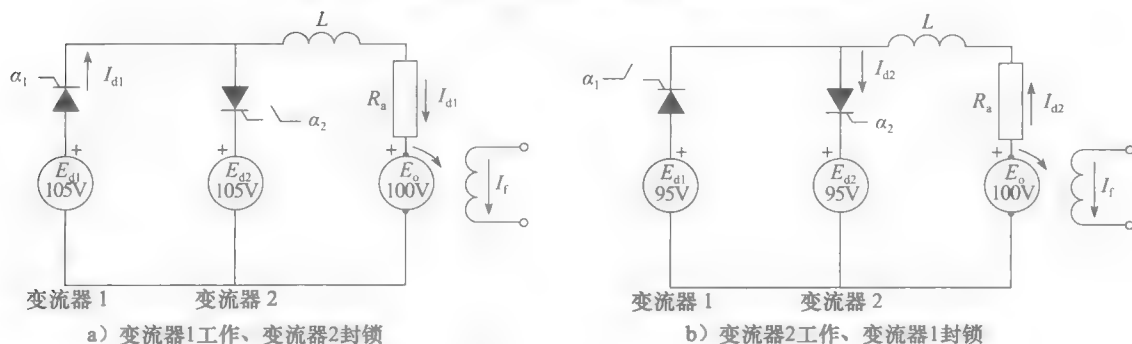 L
α1
Id1
Ra
Id1
α2
+
+
+
Ed1
105V
Ed2
105V
Eo
100V
If
变流器 1
变流器 2
a）变流器1工作、变流器2封锁
L
α1
Id2
Ra
Id2
α2
+
+
+
Ed1
95V
Ed2
95V
Eo
100V
If
变流器 1
变流器 2
b）变流器2工作、变流器1封锁